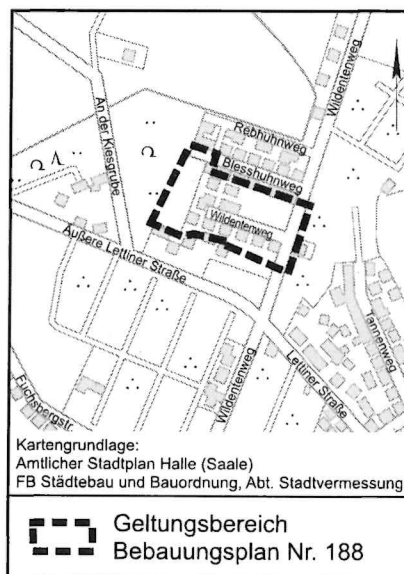 Wildentenweg
An der Kiesgrube
Rebhuhnweg
Blesshuhnweg
Wildentenweg
Äußere Lettiner Straße
Tannenweg
Lettiner Straße
Wildentenweg
Fuchsbergstr.
Kartengrundlage:
Amtlicher Stadtplan Halle (Saale)
FB Städtebau und Bauordnung, Abt. Stadtvermessung
Geltungsbereich
Bebauungsplan Nr. 188